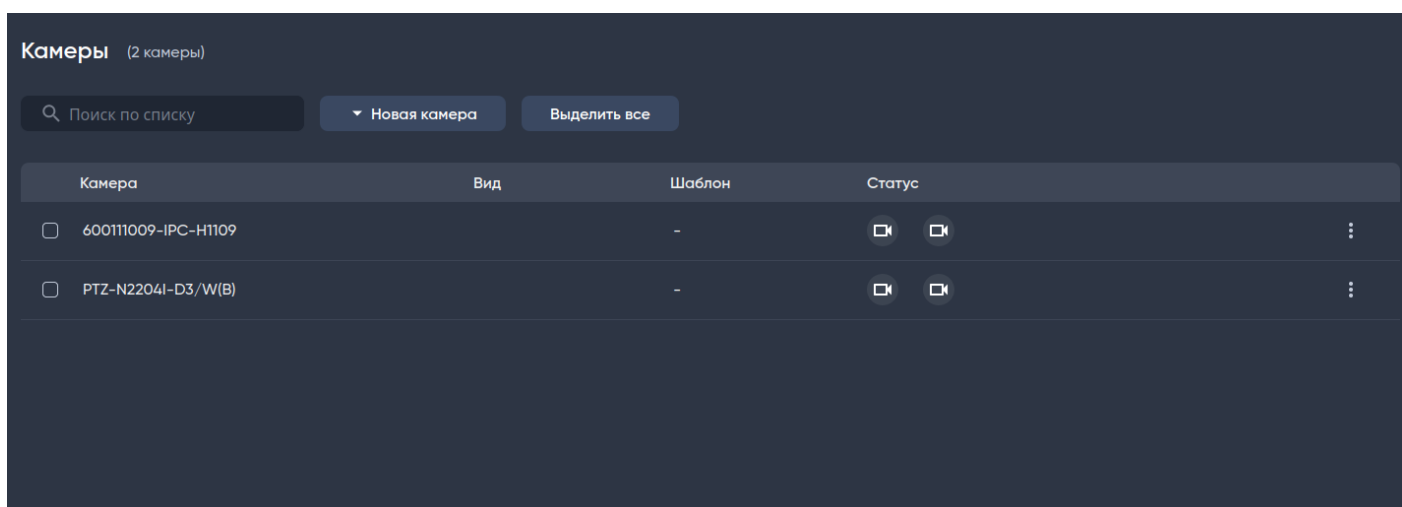 Камеры (2 камеры)
Поиск по списку Новая камера Выделить все
Камера Вид Шаблон Статус
600111009-IPC-H1109 -
PTZ-N2204I-D3/W(B) -